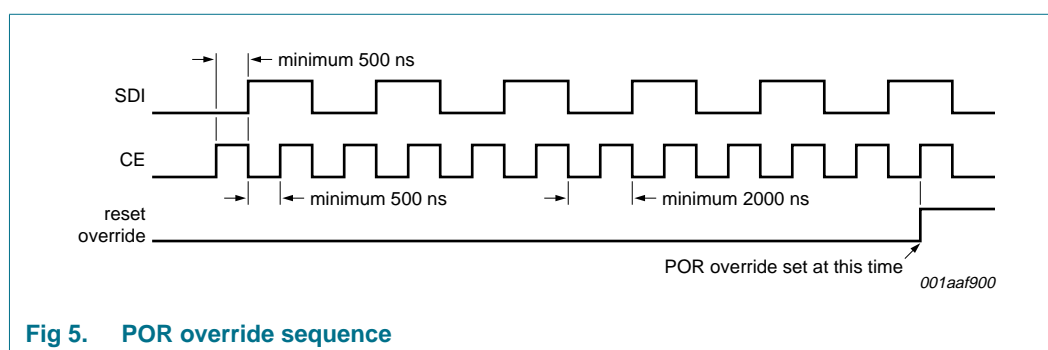 minimum 500 ns
SDI
CE
minimum 500 ns
minimum 2000 ns
reset
override
POR override set at this time
001aaf900
Fig 5. POR override sequence